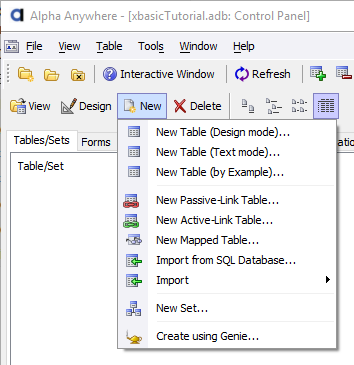 Alpha Anywhere - [xbasicTutorial.adb: Control Panel]
File View Table Tools Window Help
Interactive Window Refresh
View Design New Delete
Tables/Sets Forms
Table/Set
New Table (Design mode)...
New Table (Text mode)...
New Table (by Example)...
New Passive-Link Table...
New Active-Link Table...
New Mapped Table...
Import from SQL Database...
Import
New Set...
Create using Genie...